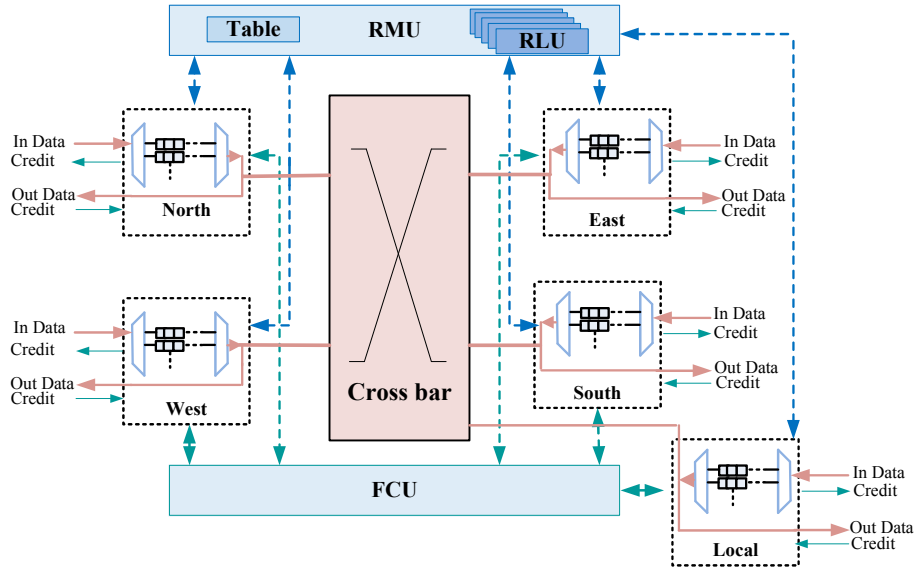 Table
RMU
RLU
In Data
Credit
Out Data
Credit
North
In Data
Credit
Out Data
Credit
East
In Data
Credit
Out Data
Credit
West
Cross bar
In Data
Credit
Out Data
Credit
South
FCU
In Data
Credit
Out Data
Credit
Local